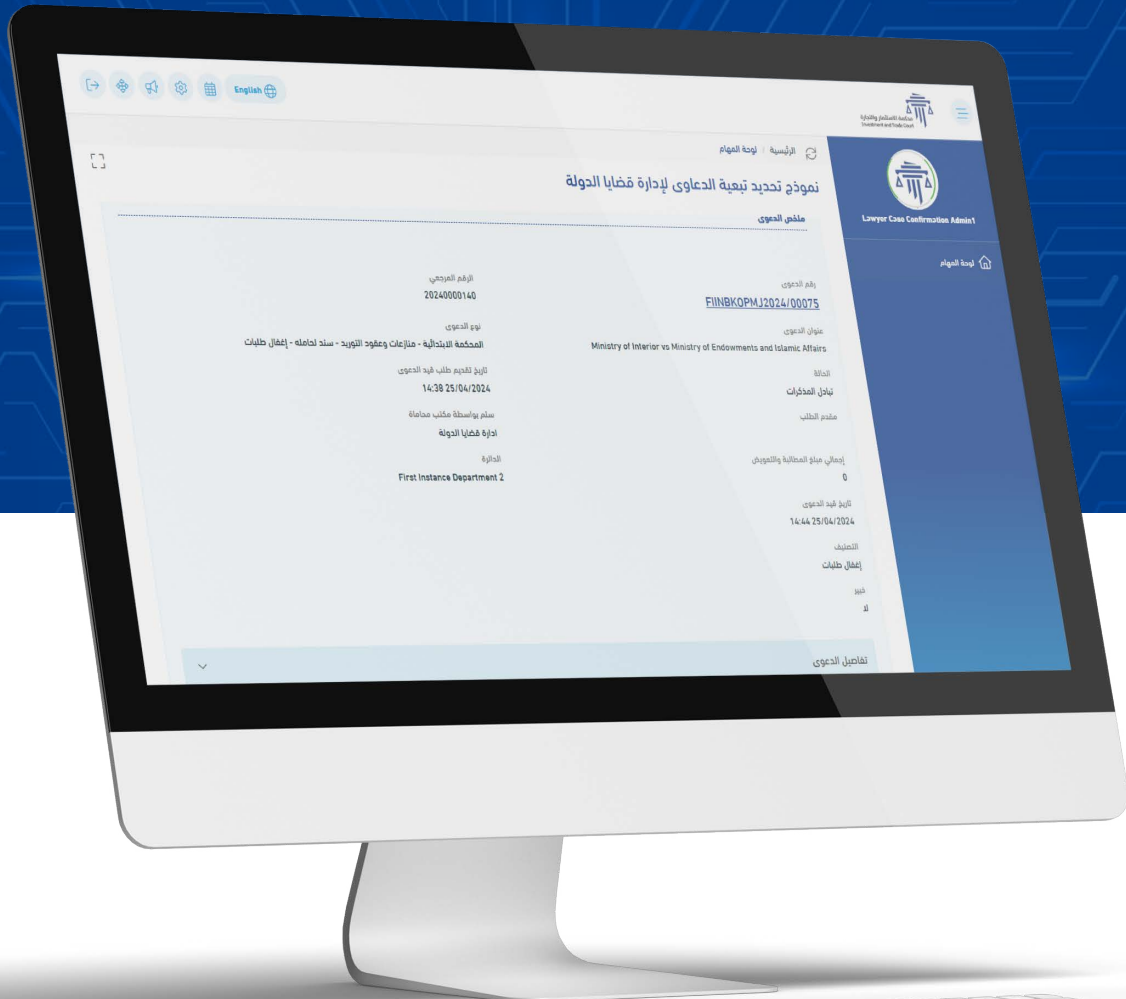 English
محكمة الاستثمار والتجارة
Investment and Trade Court
Lawyer Case Confirmation Admin1
لوحة المهام
الرئيسية / لوحة المهام
نموذج تحديد تبعية الدعاوى لإدارة قضايا الدولة
ملخص الدعوى
رقم الدعوى
FIINBKOPMJ2024/00075
الرقم المرجعي
20240000140
عنوان الدعوى
Ministry of Interior vs Ministry of Endowments and Islamic Affairs
نوع الدعوى
المحكمة الابتدائية - منازعات وعقود التوريد - سند لحامله - إغفال طلبات
الحالة
تبادل المذكرات
تاريخ تقديم طلب قيد الدعوى
14:38 25/04/2024
مقدم الطلب
سلم بواسطة مكتب محاماة
ادارة قضايا الدولة
إجمالي مبلغ المطالبة والتعويض
0
الدائرة
First Instance Department 2
تاريخ قيد الدعوى
14:44 25/04/2024
التصنيف
إغفال طلبات
خبير
لا
تفاصيل الدعوى